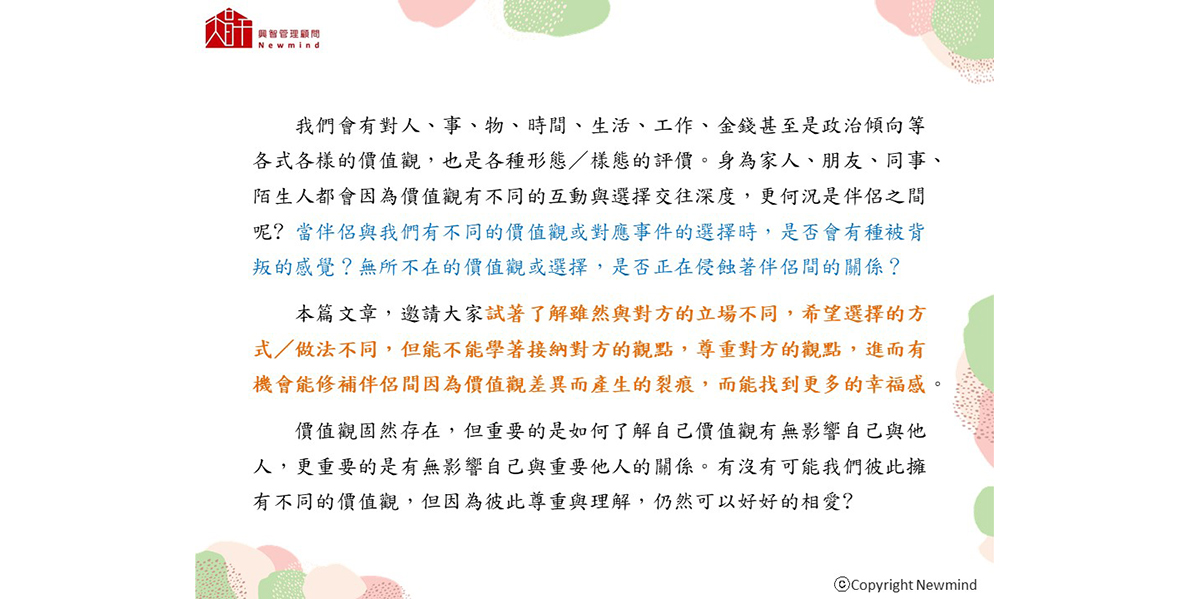 興智管理顧問
Newmind
我們會有對人、事、物、時間、生活、工作、金錢甚至是政治傾向等
各式各樣的價值觀，也是各種形態／樣態的評價。身為家人、朋友、同事、
陌生人都會因為價值觀有不同的互動與選擇交往深度，更何況是伴侶之間
呢？當伴侶與我們有不同的價值觀或對應事件的選擇時，是否會有種被背
叛的感覺？無所不在的價值觀或選擇，是否正在侵蝕著伴侶間的關係？
本篇文章，邀請大家試著了解雖然與對方的立場不同，希望選擇的方
式／做法不同，但能不能學著接納對方的觀點，尊重對方的觀點，進而有
機會能修補伴侶間因為價值觀差異而產生的裂痕，而能找到更多的幸福感。
價值觀固然存在，但重要的是如何了解自己價值觀有無影響自己與他
人，更重要的是有無影響自己與重要他人的關係。有沒有可能我們彼此擁
有不同的價值觀，但因為彼此尊重與理解，仍然可以好好的相愛?
ⓒCopyright Newmind